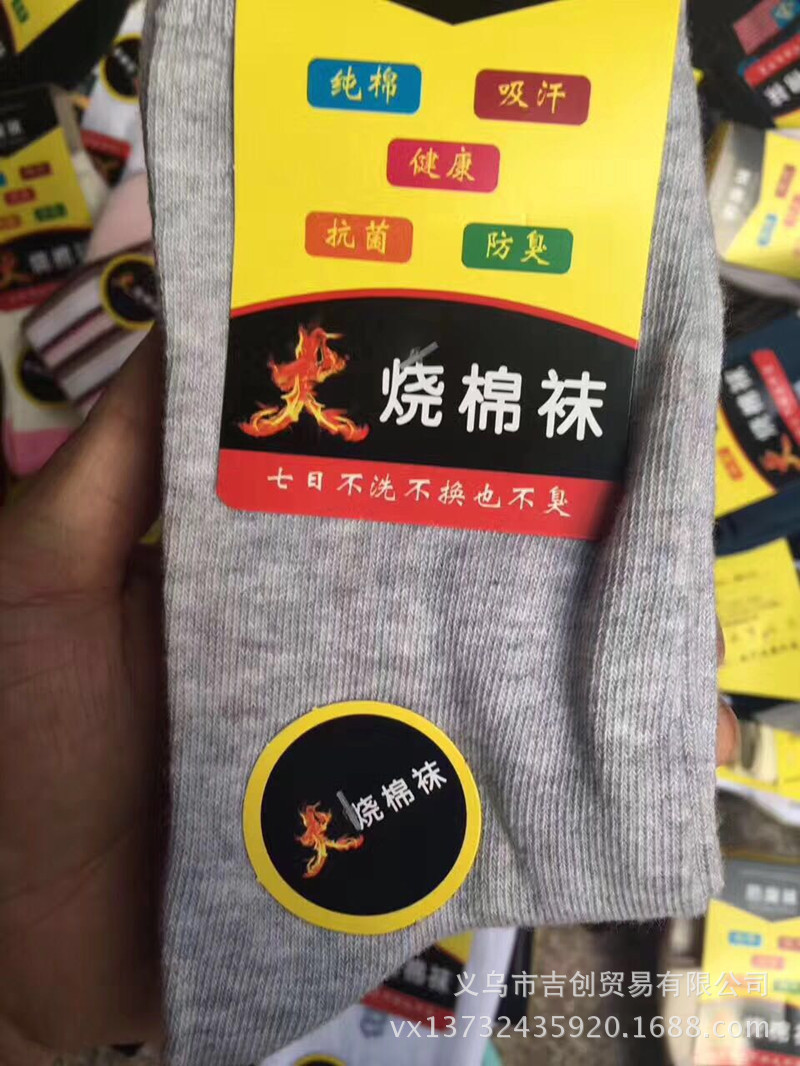 纯棉 吸汗
健康
抗菌 防臭
火烧棉袜
七日不洗不换也不臭
火烧棉袜
义乌市吉创贸易有限公司
vx13732435920.1688.com